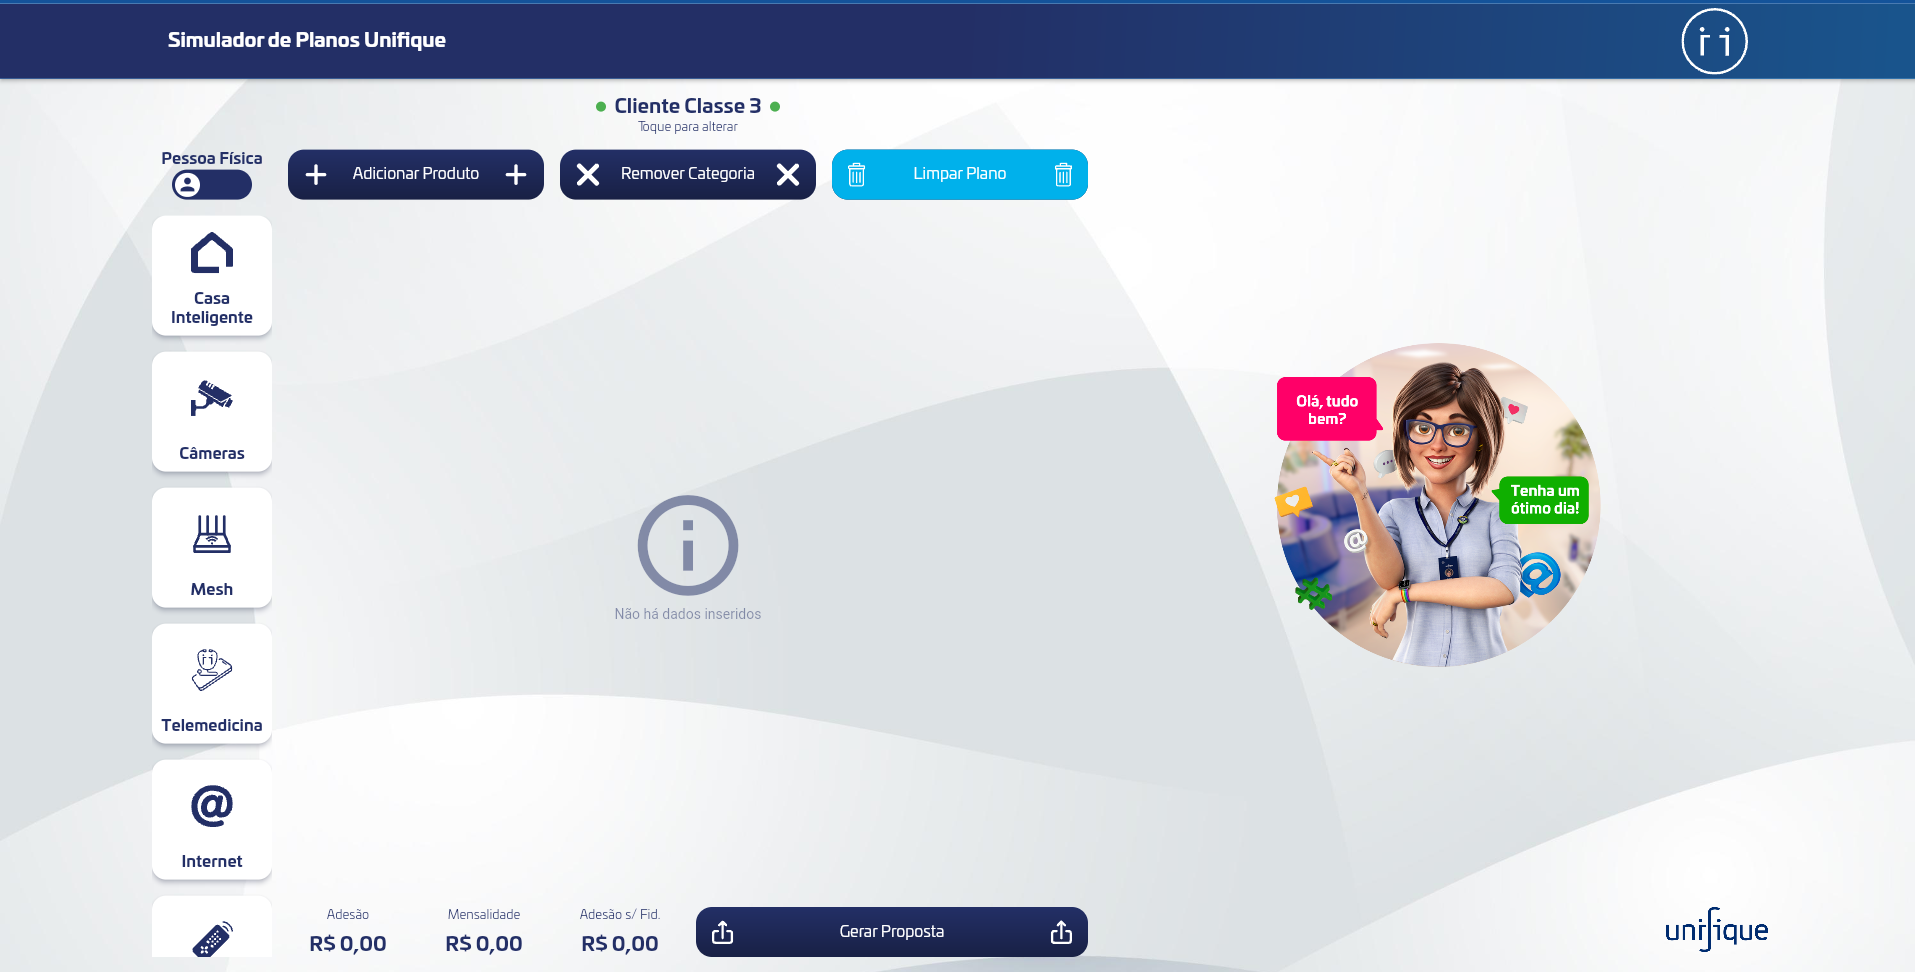 Simulador de Planos Unifique
Cliente Classe 3
Toque para alterar
Pessoa Física
Adicionar Produto
Remover Categoria
Limpar Plano
Casa
Inteligente
Câmeras
Mesh
Telemedicina
@
Internet
Não há dados inseridos
Olá, tudo
bem?
Tenha um
ótimo dia!
Adesão
R$ 0,00
Mensalidade
R$ 0,00
Adesão s/ Fid.
R$ 0,00
Gerar Proposta
unifique